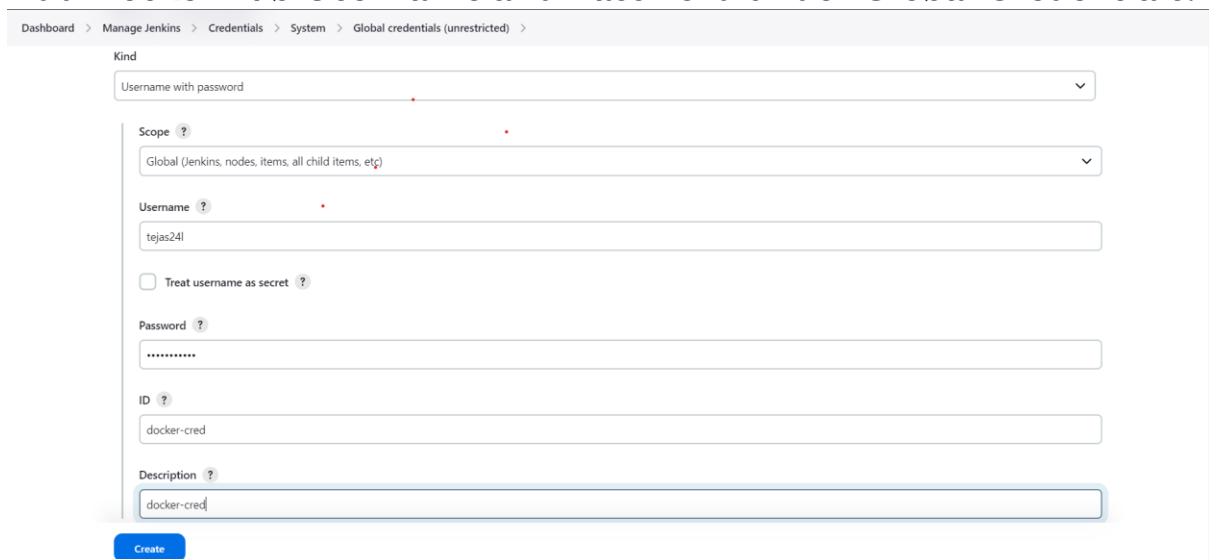 Dashboard > Manage Jenkins > Credentials > System > Global credentials (unrestricted) >
Kind
Username with password
Scope ?
Global (Jenkins, nodes, items, all child items, etc)
Username ?
tejas24l
Treat username as secret ?
Password ?
•••••••••••
ID ?
docker-cred
Description ?
docker-cred
Create